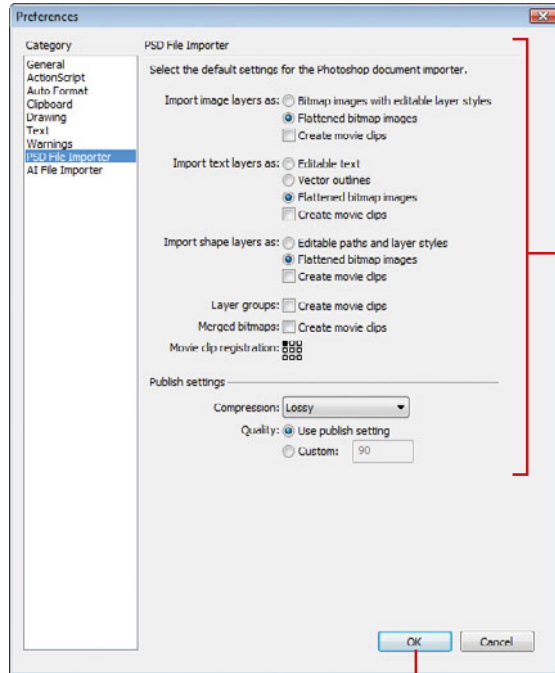 Preferences
Category
General
ActionScript
Auto Format
Clipboard
Drawing
Text
Warnings
PSD File Importer
AI File Importer
PSD File Importer
Select the default settings for the Photoshop document importer.
Import image layers as: Bitmap images with editable layer styles
Flattened bitmap images
Create movie clips
Import text layers as: Editable text
Vector outlines
Flattened bitmap images
Create movie clips
Import shape layers as: Editable paths and layer styles
Flattened bitmap images
Create movie clips
Layer groups: Create movie clips
Merged bitmaps: Create movie clips
Movie clip registration:
Publish settings
Compression: Lossy
Quality: Use publish setting
Custom: 90
OK Cancel